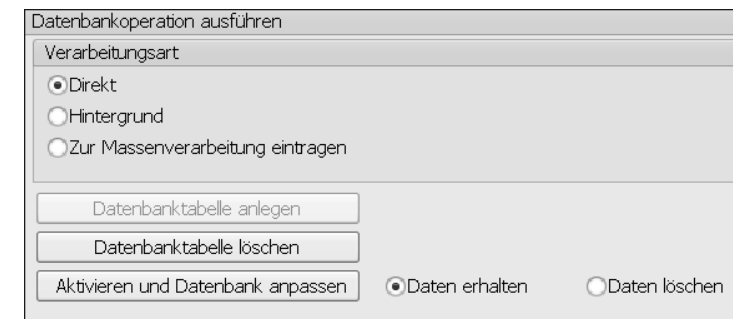 Datenbankoperation ausführen
Verarbeitungsart
Direkt
Hintergrund
Zur Massenverarbeitung eintragen
Datenbanktabelle anlegen
Datenbanktabelle löschen
Aktivieren und Datenbank anpassen Daten erhalten Daten löschen